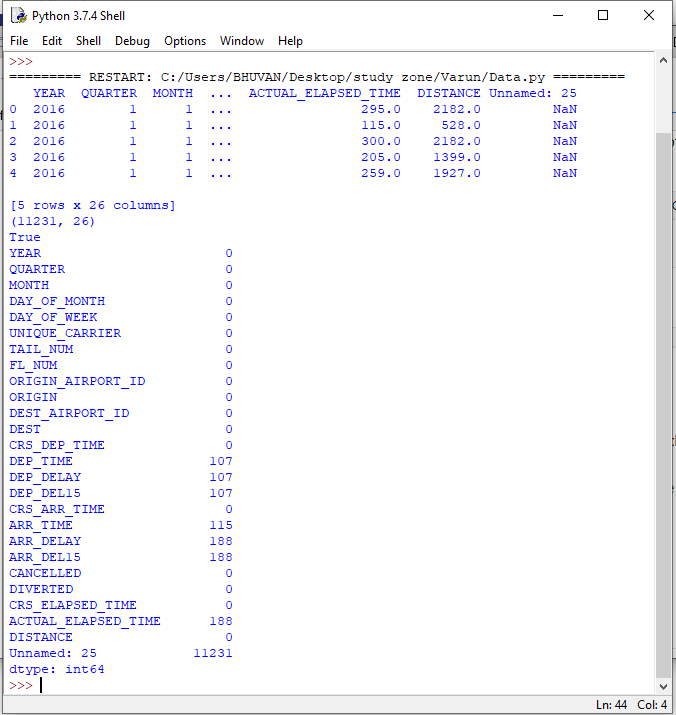 Python 3.7.4 Shell
File Edit Shell Debug Options Window Help
>>>
========= RESTART: C:/Users/BHUVAN/Desktop/study zone/Varun/Data.py =========
   YEAR  QUARTER  MONTH  ...  ACTUAL_ELAPSED_TIME  DISTANCE Unnamed: 25
0  2016        1      1  ...                295.0    2182.0         NaN
1  2016        1      1  ...                115.0     528.0         NaN
2  2016        1      1  ...                300.0    2182.0         NaN
3  2016        1      1  ...                205.0    1399.0         NaN
4  2016        1      1  ...                259.0    1927.0         NaN
[5 rows x 26 columns]
(11231, 26)
True
YEAR                       0
QUARTER                    0
MONTH                      0
DAY_OF_MONTH               0
DAY_OF_WEEK                0
UNIQUE_CARRIER             0
TAIL_NUM                   0
FL_NUM                     0
ORIGIN_AIRPORT_ID          0
ORIGIN                     0
DEST_AIRPORT_ID            0
DEST                       0
CRS_DEP_TIME               0
DEP_TIME                 107
DEP_DELAY                107
DEP_DEL15                107
CRS_ARR_TIME               0
ARR_TIME                 115
ARR_DELAY                188
ARR_DEL15                188
CANCELLED                  0
DIVERTED                   0
CRS_ELAPSED_TIME           0
ACTUAL_ELAPSED_TIME      188
DISTANCE                   0
Unnamed: 25            11231
dtype: int64
>>>
Ln: 44 Col: 4